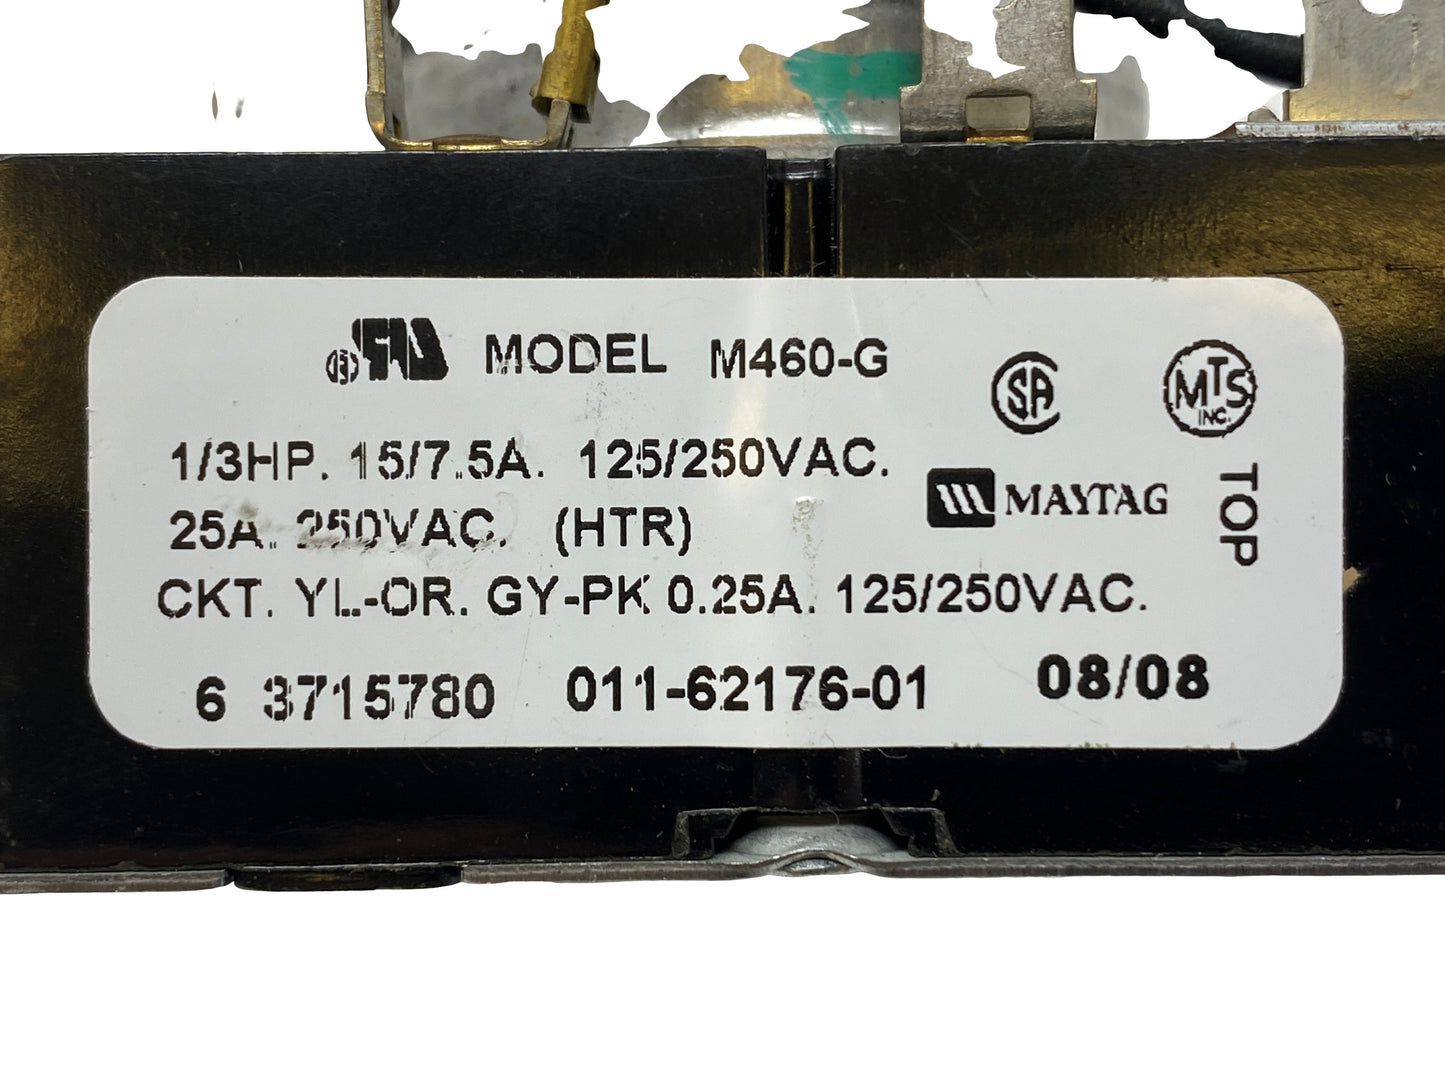 MODEL M460-G
SA
MTS
INC.
1/3HP. 15/7.5A. 125/250VAC.
MAYTAG
TOP
25A. 250VAC. (HTR)
CKT. YL-OR. GY-PK 0.25A. 125/250VAC.
6 3715780 011-62176-01 08/08